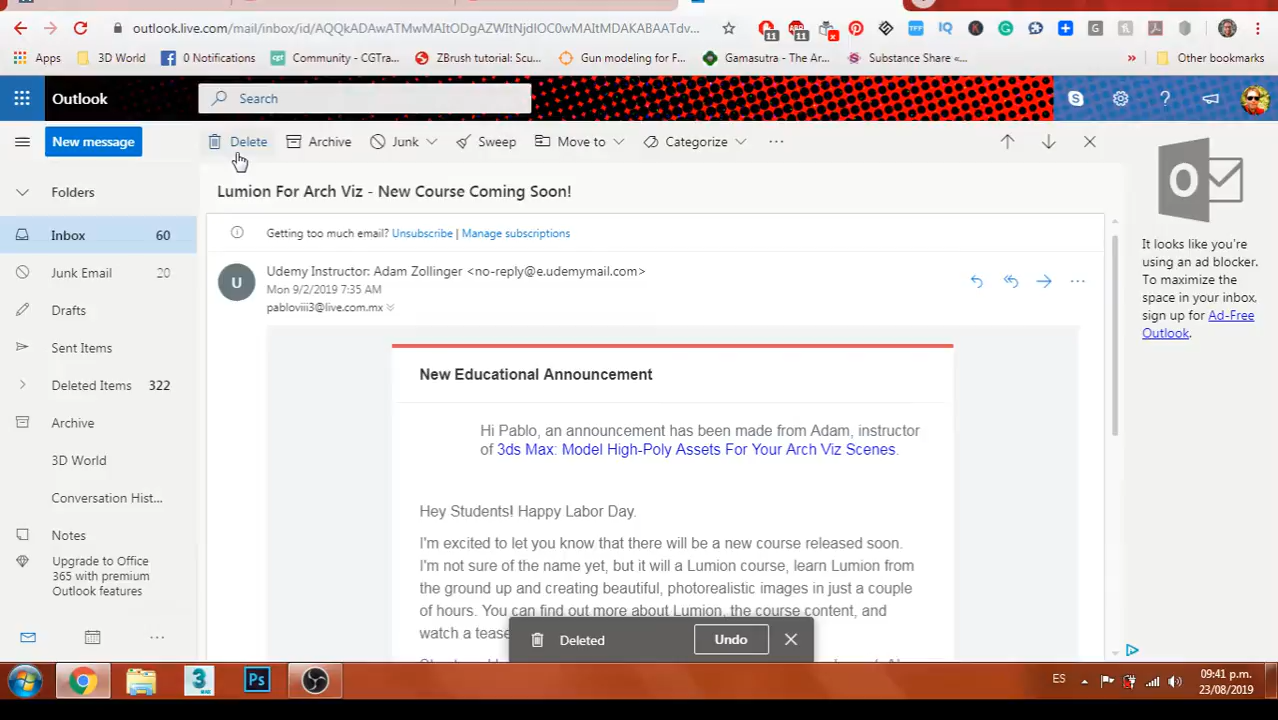 outlook.live.com/mail/inbox/id/AQQkADAwATMwMAItODgAZWItNjdlOC0wMAItMDAKABAATdv...
11
11
Apps
3D World
0 Notifications
Community - CGTra...
ZBrush tutorial: Scu...
Gun modeling for F...
Gamasutra - The Ar...
Substance Share «...
»
Other bookmarks
Outlook
Search
New message
Delete
Archive
Junk
Sweep
Move to
Categorize
Folders
Inbox 60
Junk Email 20
Drafts
Sent Items
Deleted Items 322
Archive
3D World
Conversation Hist...
Notes
Upgrade to Office
365 with premium
Outlook features
Lumion For Arch Viz - New Course Coming Soon!
Getting too much email? Unsubscribe | Manage subscriptions
U
Udemy Instructor: Adam Zollinger <no-reply@e.udemymail.com>
Mon 9/2/2019 7:35 AM
pabloviii3@live.com.mx
New Educational Announcement
Hi Pablo, an announcement has been made from Adam, instructor
of 3ds Max: Model High-Poly Assets For Your Arch Viz Scenes.
Hey Students! Happy Labor Day.
I'm excited to let you know that there will be a new course released soon.
I'm not sure of the name yet, but it will a Lumion course, learn Lumion from
the ground up and creating beautiful, photorealistic images in just a couple
of hours. You can find out more about Lumion, the course content, and
watch a tease
Deleted
Undo
It looks like you're
using an ad blocker.
To maximize the
space in your inbox,
sign up for Ad-Free
Outlook.
ES
09:41 p.m.
23/08/2019